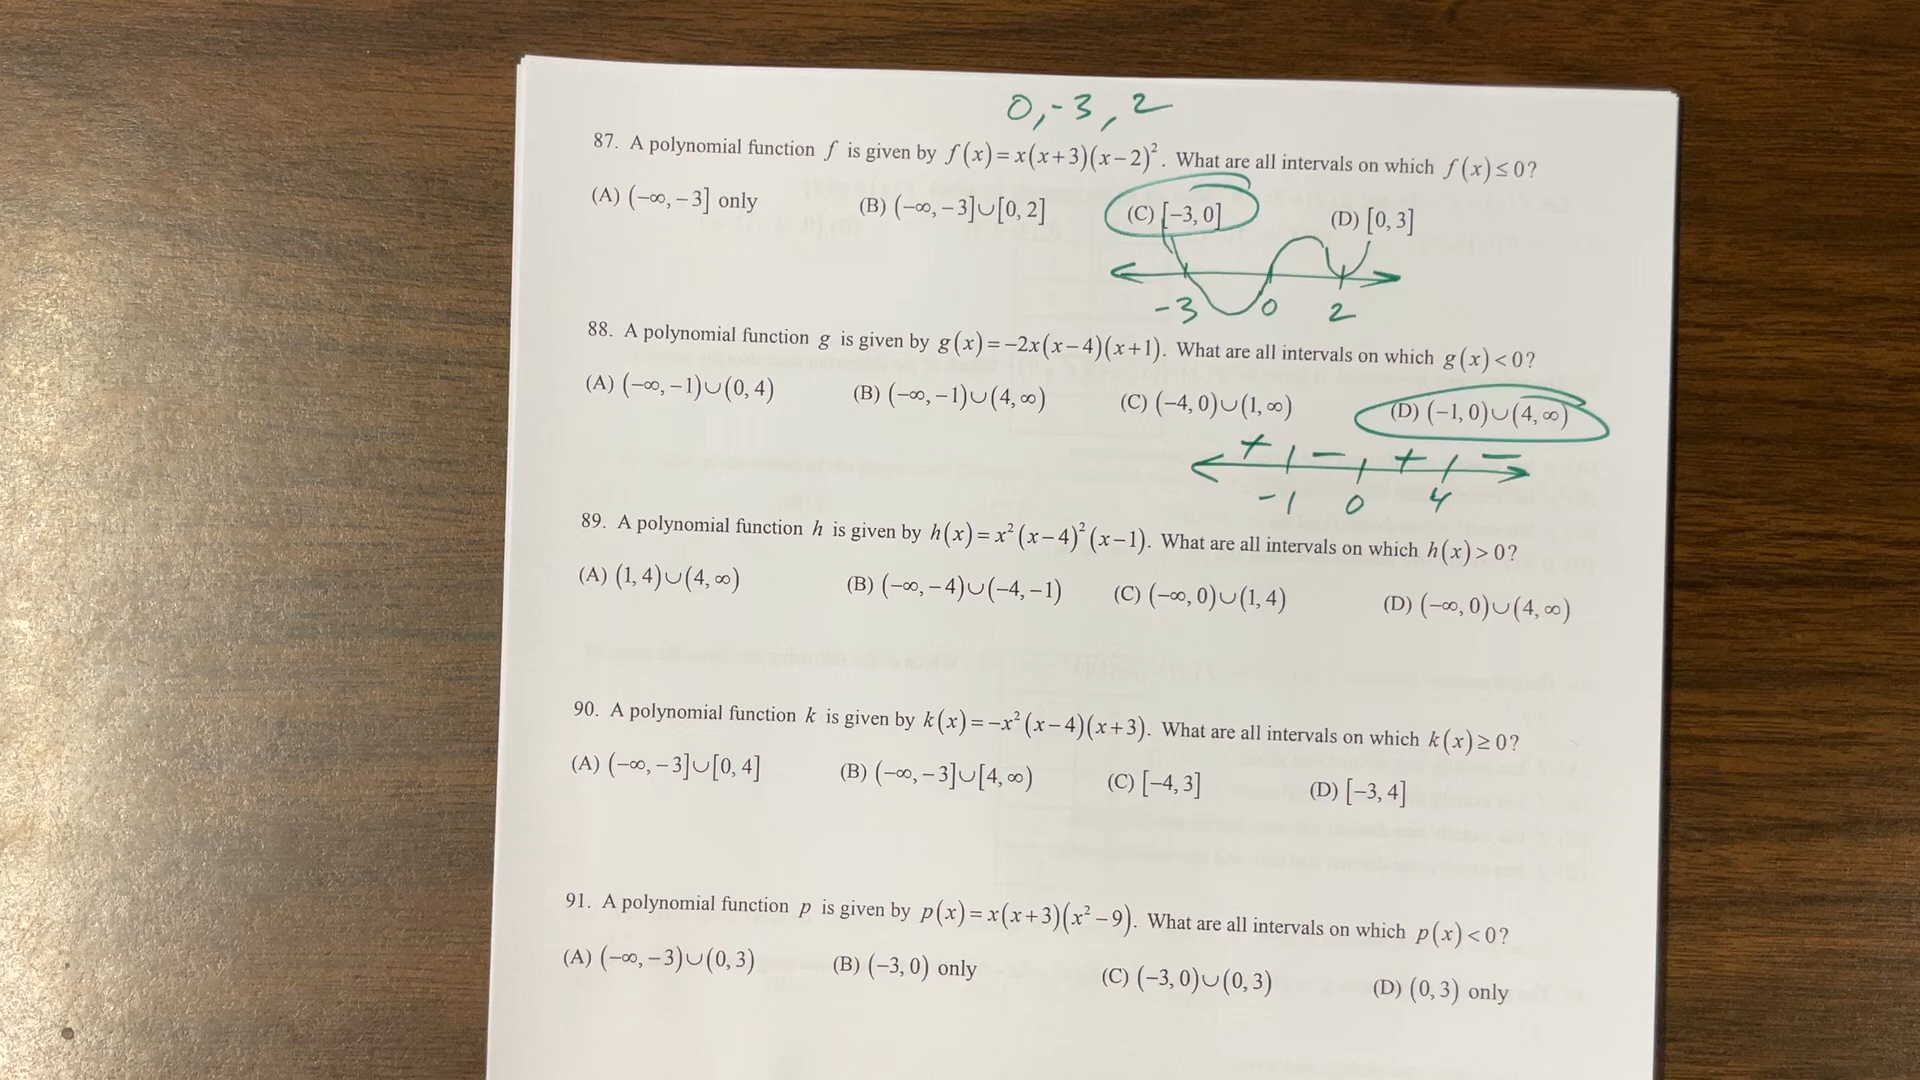 0, -3, 2
87. A polynomial function f is given by f(x)=x(x+3)(x−2)². What are all intervals on which f(x)≤0?
(A) (−∞, −3] only (B) (−∞, −3]∪[0, 2] (C) [−3, 0] (D) [0, 3]
-3 0 2
88. A polynomial function g is given by g(x)=−2x(x−4)(x+1). What are all intervals on which g(x)<0?
(A) (−∞, −1)∪(0, 4) (B) (−∞, −1)∪(4, ∞) (C) (−4, 0)∪(1, ∞) (D) (−1, 0)∪(4, ∞)
+ − + −
-1 0 4
89. A polynomial function h is given by h(x)=x²(x−4)²(x−1). What are all intervals on which h(x)>0?
(A) (1, 4)∪(4, ∞) (B) (−∞, −4)∪(−4, −1) (C) (−∞, 0)∪(1, 4) (D) (−∞, 0)∪(4, ∞)
90. A polynomial function k is given by k(x)=−x²(x−4)(x+3). What are all intervals on which k(x)≥0?
(A) (−∞, −3]∪[0, 4] (B) (−∞, −3]∪[4, ∞) (C) [−4, 3] (D) [−3, 4]
91. A polynomial function p is given by p(x)=x(x+3)(x²−9). What are all intervals on which p(x)<0?
(A) (−∞, −3)∪(0, 3) (B) (−3, 0) only (C) (−3, 0)∪(0, 3) (D) (0, 3) only